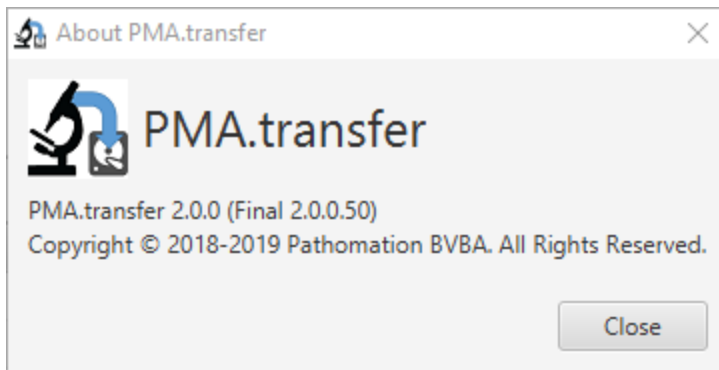 About PMA.transfer
PMA.transfer
PMA.transfer 2.0.0 (Final 2.0.0.50)
Copyright © 2018-2019 Pathomation BVBA. All Rights Reserved.
Close